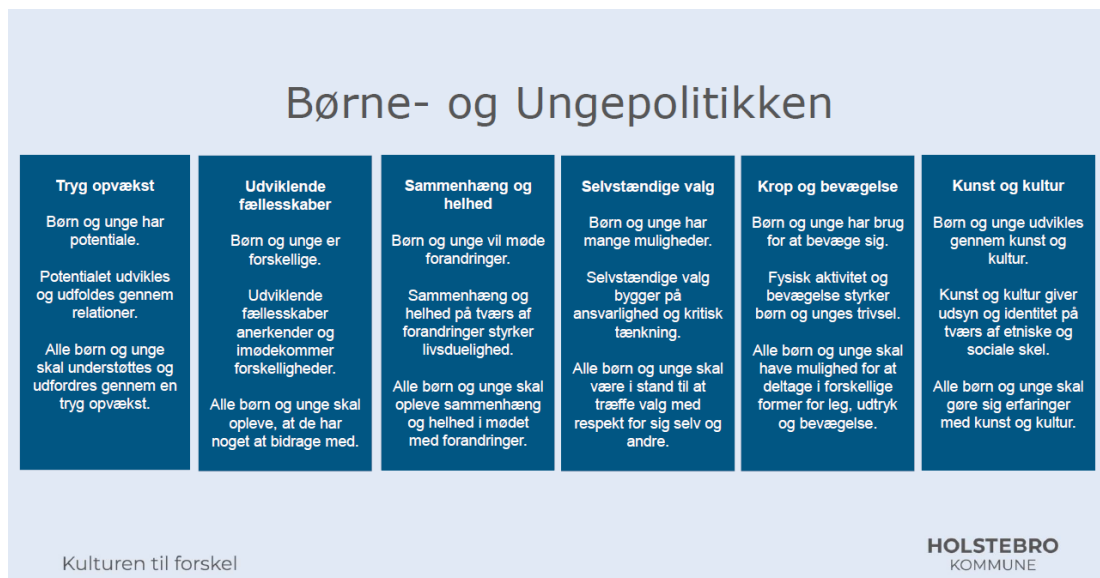 Børne- og Ungepolitikken
Tryg opvækst
Børn og unge har
potentiale.
Potentialet udvikles
og udfoldes gennem
relationer.
Alle børn og unge
skal understøttes og
udfordres gennem en
tryg opvækst.
Udviklende
fællesskaber
Børn og unge er
forskellige.
Udviklende
fællesskaber
anerkender og
imødekommer
forskelligheder.
Alle børn og unge skal
opleve, at de har
noget at bidrage med.
Sammenhæng og
helhed
Børn og unge vil møde
forandringer.
Sammenhæng og
helhed på tværs af
forandringer styrker
livsduelighed.
Alle børn og unge skal
opleve sammenhæng
og helhed i mødet
med forandringer.
Selvstændige valg
Børn og unge har
mange muligheder.
Selvstændige valg
bygger på
ansvarlighed og kritisk
tænkning.
Alle børn og unge skal
være i stand til at
træffe valg med
respekt for sig selv og
andre.
Krop og bevægelse
Børn og unge har brug
for at bevæge sig.
Fysisk aktivitet og
bevægelse styrker
børn og unges trivsel.
Alle børn og unge skal
have mulighed for at
deltage i forskellige
former for leg, udtryk
og bevægelse.
Kunst og kultur
Børn og unge udvikles
gennem kunst og
kultur.
Kunst og kultur giver
udsyn og identitet på
tværs af etniske og
sociale skel.
Alle børn og unge skal
gøre sig erfaringer
med kunst og kultur.
Kulturen til forskel
HOLSTEBRO
KOMMUNE